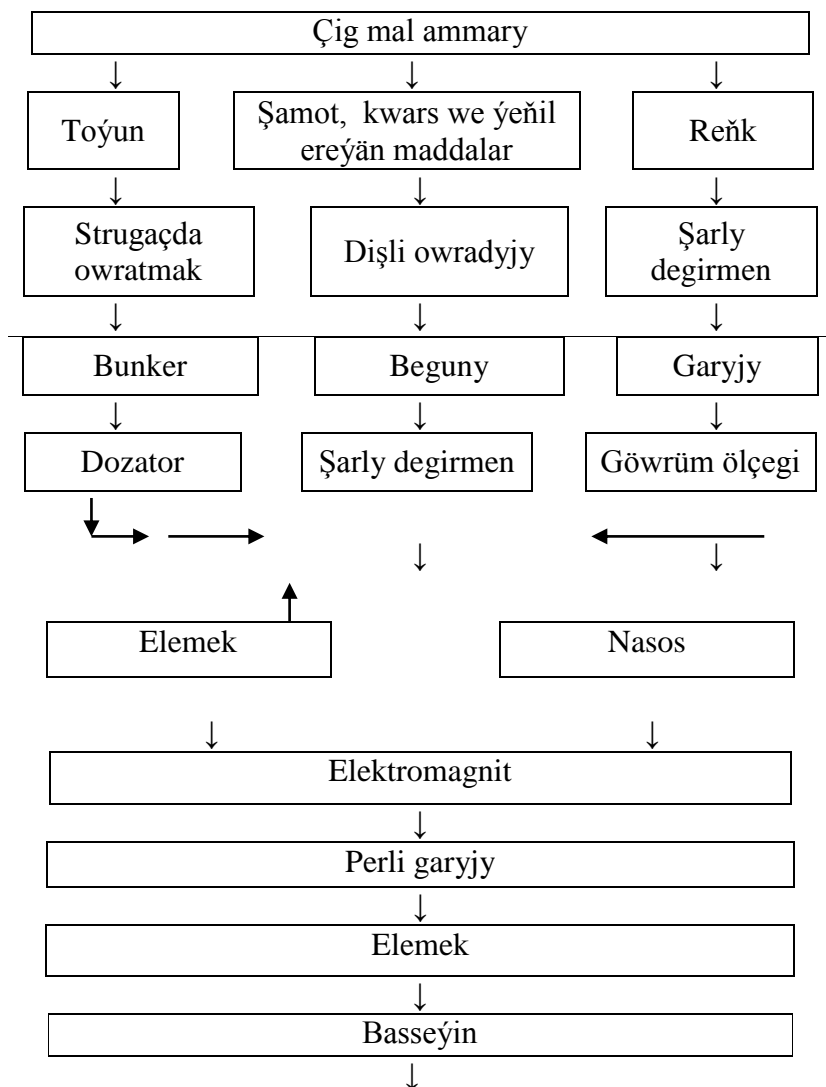 Çig mal ammary
Toýun
Şamot, kwars we ýeňil
ereýän maddalar
Reňk
Strugaçda
owratmak
Dişli owradyjy
Şarly
degirmen
Bunker
Beguny
Garyjy
Dozator
Şarly degirmen
Göwrüm ölçegi
Elemek
Nasos
Elektromagnit
Perli garyjy
Elemek
Basseýin